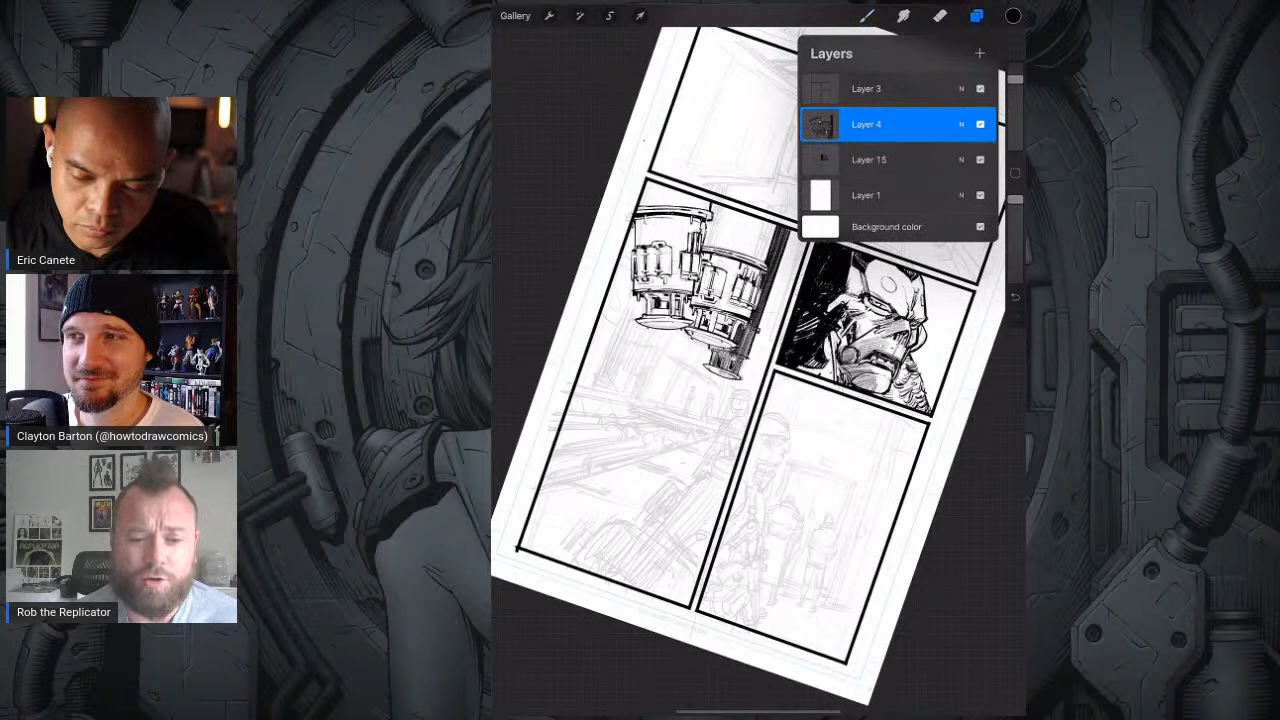 Gallery
Layers
Layer 3 N
Layer 4 N
Layer 15 N
Layer 1 N
Background color
Eric Canete
Clayton Barton (@howtodrawcomics)
REPLICATOR
Rob the Replicator